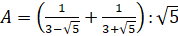 A = (1/(3−√5) + 1/(3+√5)) : √5